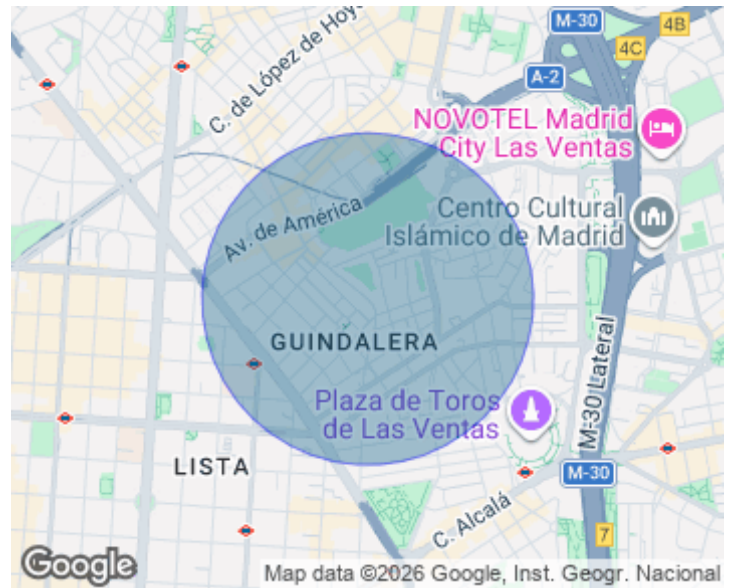 M-30
4B
4C
A-2
C. de López de Hoy
NOVOTEL Madrid
City Las Ventas
Av. de América
Centro Cultural
Islámico de Madrid
GUINDALERA
M-30 Lateral
Plaza de Toros
de Las Ventas
LISTA
M-30
C. Alcalá
7
Google
Map data ©2026 Google, Inst. Geogr. Nacional